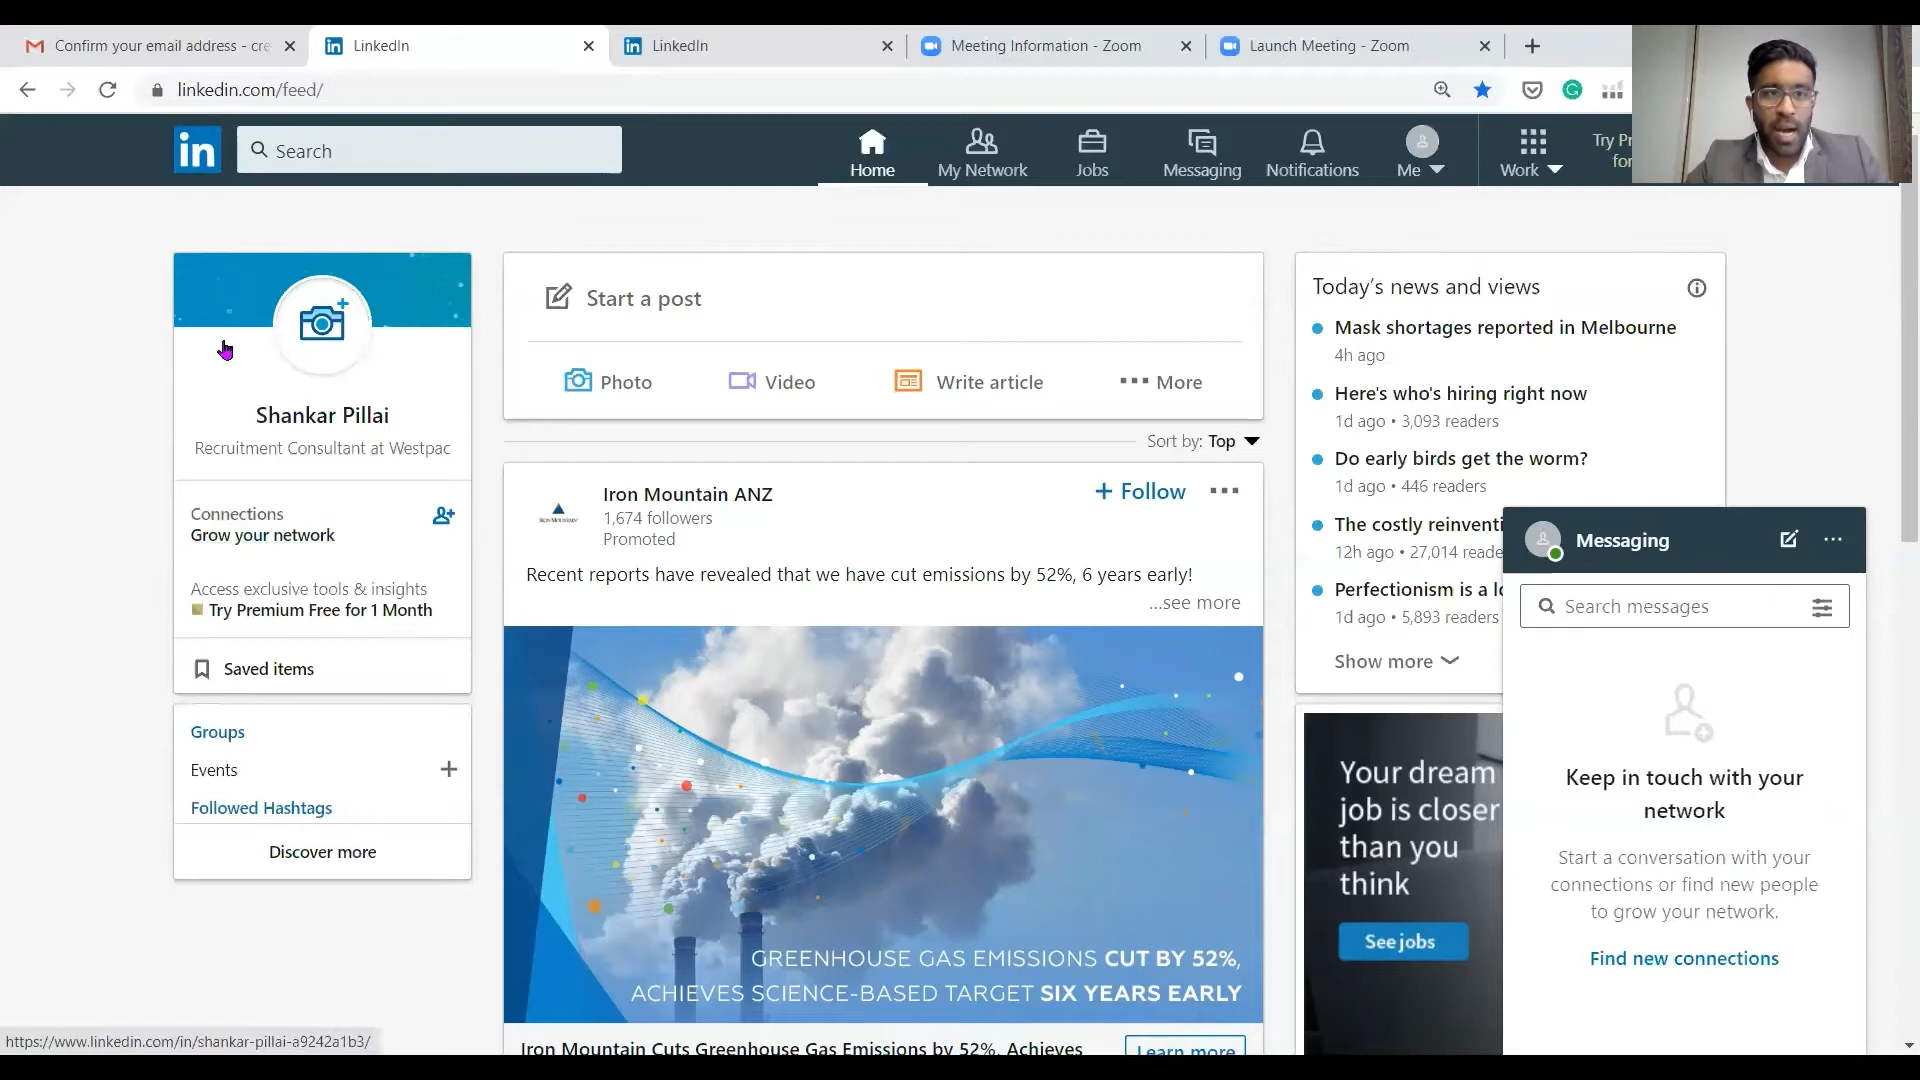 Confirm your email address - cre
LinkedIn
LinkedIn
Meeting Information - Zoom
Launch Meeting - Zoom
linkedin.com/feed/
in
Search
Home
My Network
Jobs
Messaging
Notifications
Me
Work
Try Pr
for
Shankar Pillai
Recruitment Consultant at Westpac
Connections
Grow your network
Access exclusive tools & insights
Try Premium Free for 1 Month
Saved items
Groups
Events
Followed Hashtags
Discover more
Start a post
Photo
Video
Write article
More
Sort by: Top
IRON MOUNTAIN
Iron Mountain ANZ
1,674 followers
Promoted
+ Follow
Recent reports have revealed that we have cut emissions by 52%, 6 years early!
...see more
GREENHOUSE GAS EMISSIONS CUT BY 52%,
ACHIEVES SCIENCE-BASED TARGET SIX YEARS EARLY
Iron Mountain Cuts Greenhouse Gas Emissions by 52%, Achieves
Learn more
Today's news and views
Mask shortages reported in Melbourne
4h ago
Here's who's hiring right now
1d ago • 3,093 readers
Do early birds get the worm?
1d ago • 446 readers
The costly reinventi
12h ago • 27,014 reade
Perfectionism is a lo
1d ago • 5,893 readers
Show more
Your dream
job is closer
than you
think
See jobs
Messaging
Search messages
Keep in touch with your
network
Start a conversation with your
connections or find new people
to grow your network.
Find new connections
https://www.linkedin.com/in/shankar-pillai-a9242a1b3/